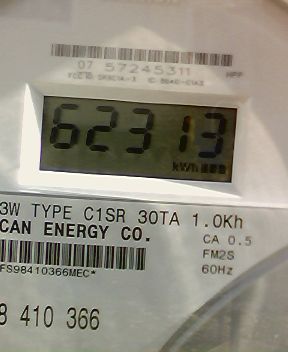 07 57245311 HPP
62313
kWh
3W TYPE C1SR 30TA 1.0Kh
CAN ENERGY CO. CA 0.5
FM2S
FS98410366MEC* 60Hz
8 410 366